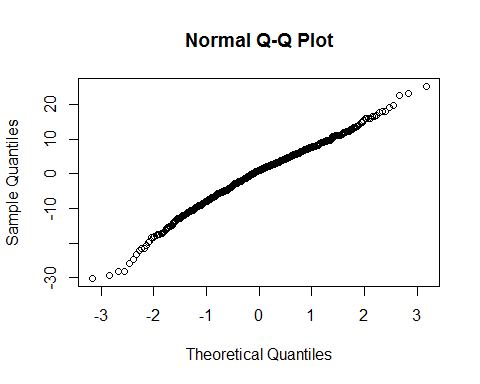 Normal Q-Q Plot
Sample Quantiles
20
10
0
-10
-30
-3 -2 -1 0 1 2 3
Theoretical Quantiles